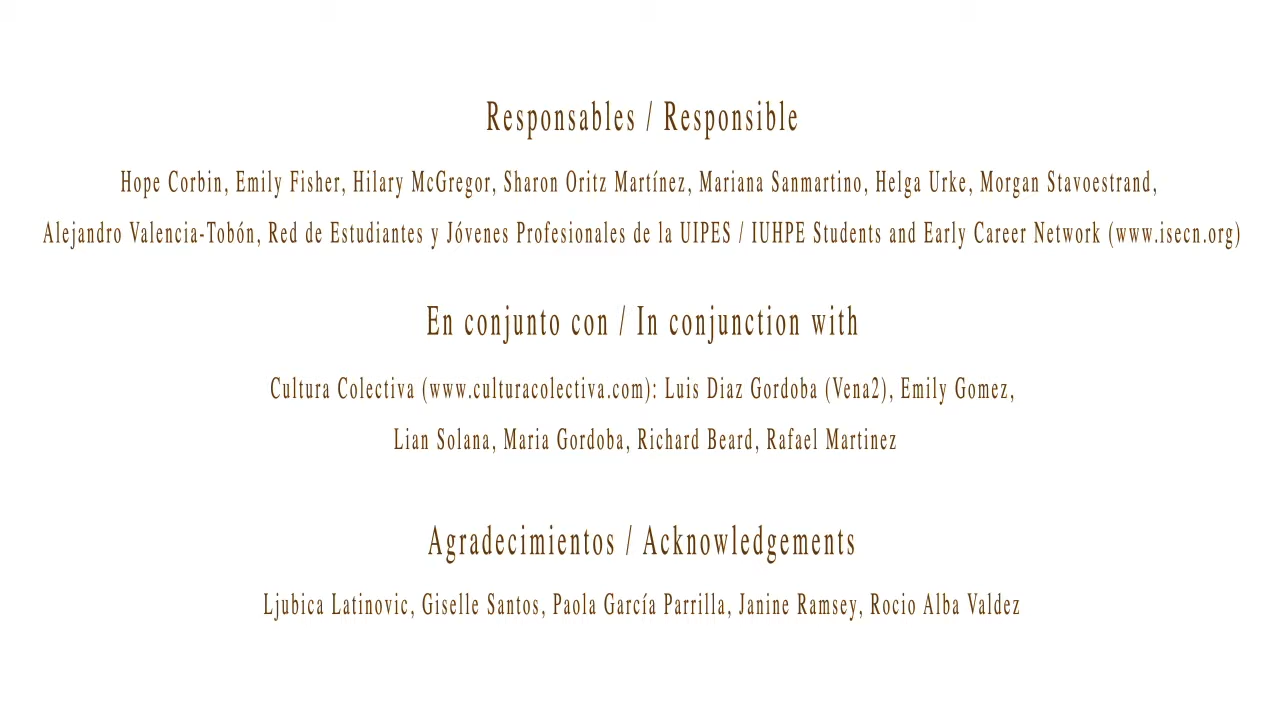 Responsables / Responsible
Hope Corbin, Emily Fisher, Hilary McGregor, Sharon Oritz Martínez, Mariana Sanmartino, Helga Urke, Morgan Stavoestrand,
Alejandro Valencia-Tobón, Red de Estudiantes y Jóvenes Profesionales de la UIPES / IUHPE Students and Early Career Network (www.isecn.org)
En conjunto con / In conjunction with
Cultura Colectiva (www.culturacolectiva.com): Luis Diaz Gordoba (Vena2), Emily Gomez,
Lian Solana, Maria Gordoba, Richard Beard, Rafael Martinez
Agradecimientos / Acknowledgements
Ljubica Latinovic, Giselle Santos, Paola García Parrilla, Janine Ramsey, Rocio Alba Valdez